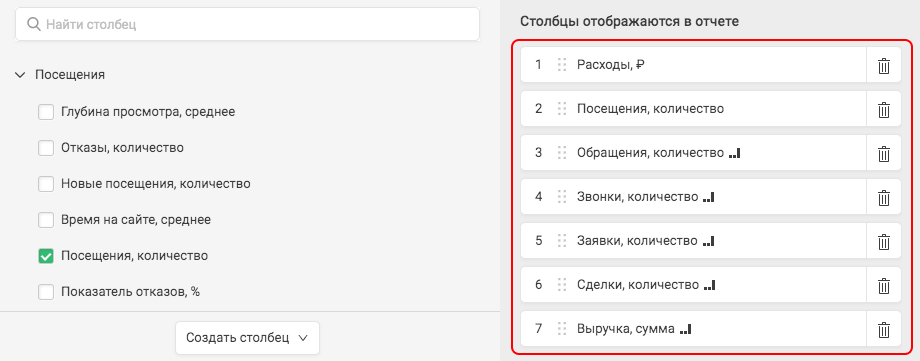 Найти столбец
Посещения
Глубина просмотра, среднее
Отказы, количество
Новые посещения, количество
Время на сайте, среднее
Посещения, количество
Показатель отказов, %
Создать столбец
Столбцы отображаются в отчете
1 Расходы, ₽
2 Посещения, количество
3 Обращения, количество
4 Звонки, количество
5 Заявки, количество
6 Сделки, количество
7 Выручка, сумма